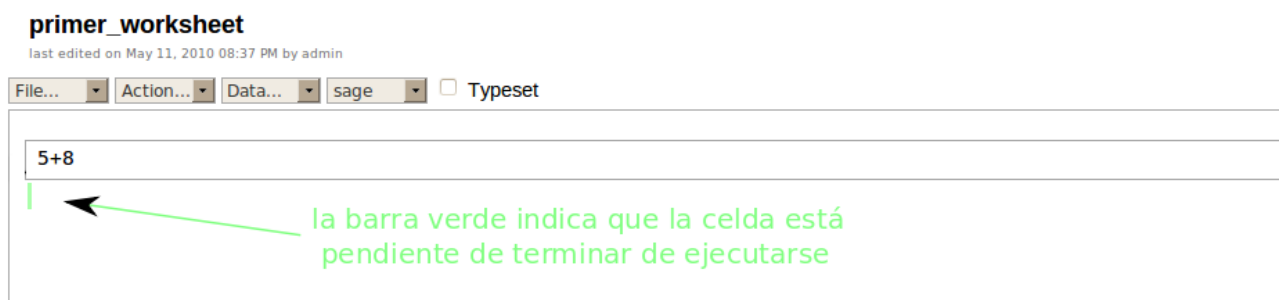 primer_worksheet
last edited on May 11, 2010 08:37 PM by admin
File... Action... Data... sage Typeset
5+8
la barra verde indica que la celda está
pendiente de terminar de ejecutarse